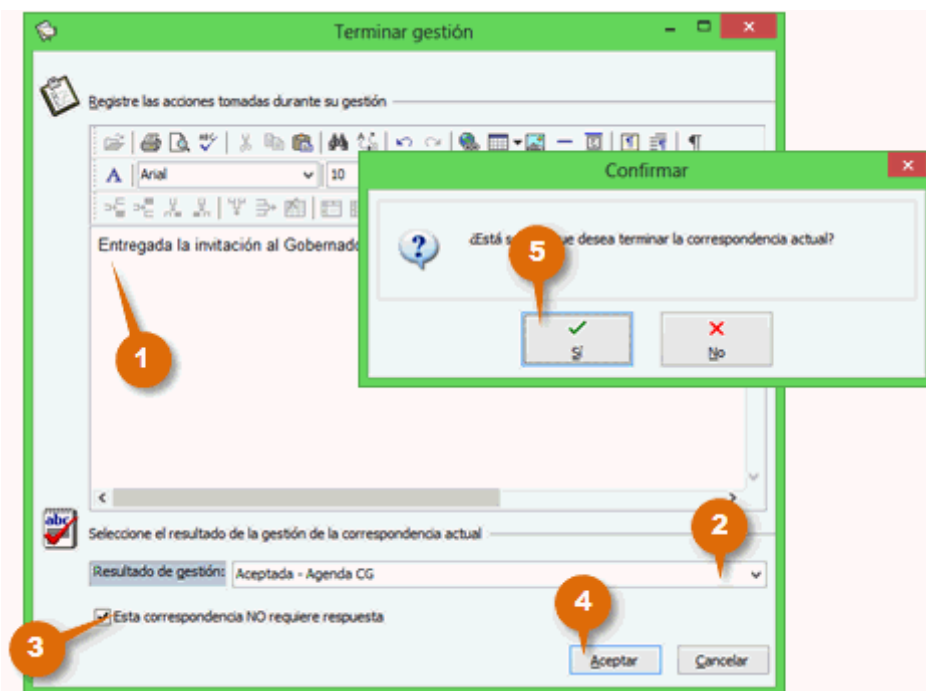 Terminar gestión
Registre las acciones tomadas durante su gestión
Arial
10
Entregada la invitación al
Confirmar
¿Está que desea terminar la correspondencia actual?
5
Sí
No
1
abc
Seleccione el resultado de la gestión de la correspondencia actual
2
Resultado de gestión: Aceptada - Agenda CG
3
Esta correspondencia NO requiere respuesta
4
Aceptar
Cancelar